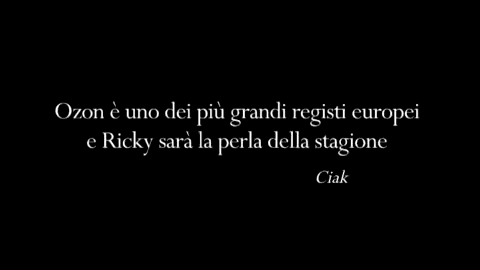 Ozon è uno dei più grandi registi europei
e Ricky sarà la perla della stagione
Ciak